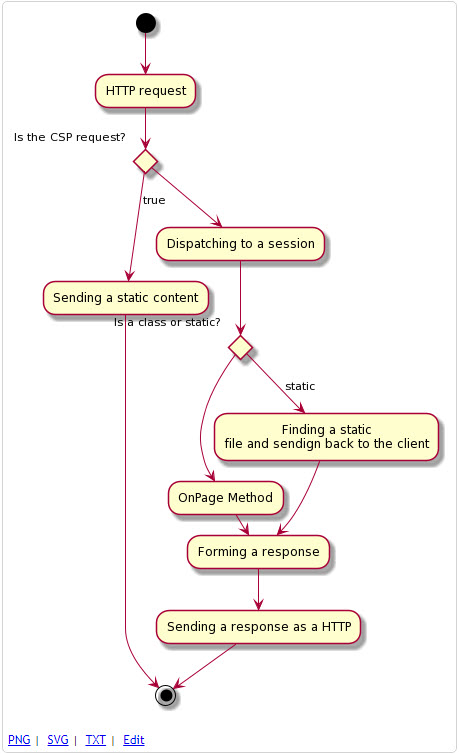 HTTP request
Is the CSP request?
true
Dispatching to a session
Sending a static content
Is a class or static?
static
Finding a static
file and sendign back to the client
OnPage Method
Forming a response
Sending a response as a HTTP
PNG | SVG | TXT | Edit